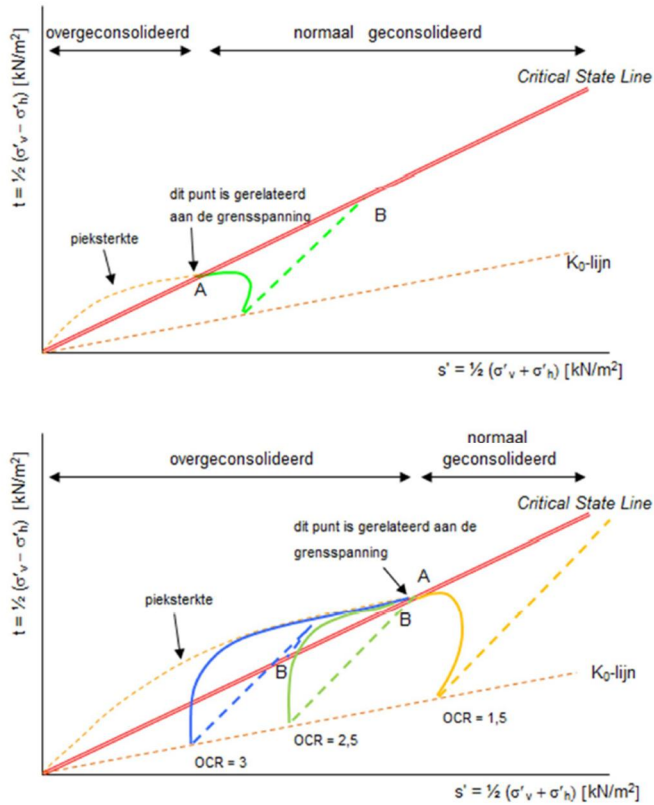 overgeconsolideerd
normaal geconsolideerd
Critical State Line
t = ½ (σ'v − σ'h) [kN/m²]
dit punt is gerelateerd
aan de grensspanning
B
pieksterkte
A
K₀-lijn
s' = ½ (σ'v + σ'h) [kN/m²]
normaal
geconsolideerd
overgeconsolideerd
Critical State Line
t = ½ (σ'v − σ'h) [kN/m²]
dit punt is gerelateerd aan de
grensspanning
A
pieksterkte
B
B
K₀-lijn
OCR = 1,5
OCR = 2,5
OCR = 3
s' = ½ (σ'v + σ'h) [kN/m²]